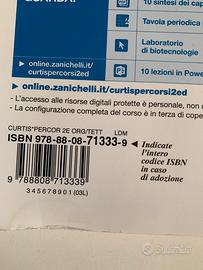 10 sintesi dei cap
Tavola periodica
Laboratorio
di biotecnologie
10 lezioni in Power
online.zanichelli.it/
curtispercorsi2ed
online.zanichelli.it/curtispercorsi2ed
- L'accesso alle risorse digitali protette è personale, non
- La configurazione completa del corso è in terza di cope
CURTIS*PERCOR 2E ORG/TETT LDM
ISBN 978-88-08-71333-9
Indicate
l'intero
codice ISBN
in caso
di adozione
9 788808 713339
345678901 (03L)
subito